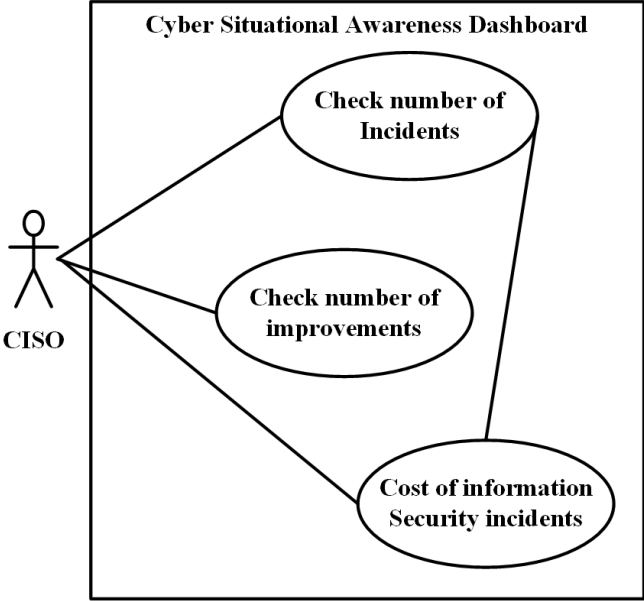 Cyber Situational Awareness Dashboard
Check number of
Incidents
Check number of
improvements
CISO
Cost of information
Security incidents